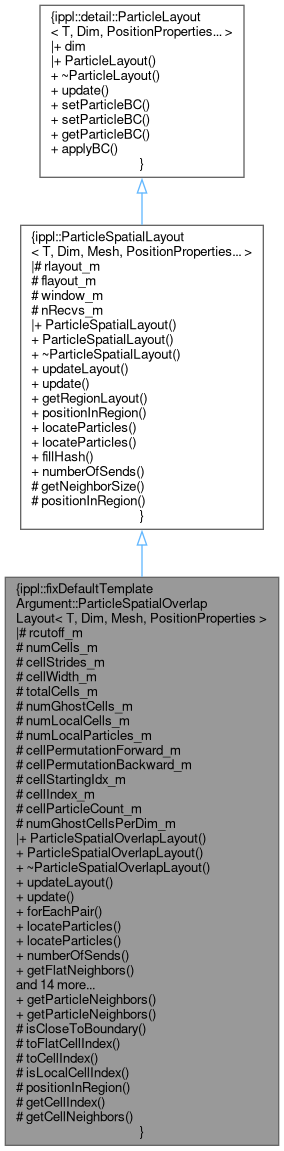 {ippl::detail::ParticleLayout
< T, Dim, PositionProperties... >
|+ dim
|+ ParticleLayout()
+ ~ParticleLayout()
+ update()
+ setParticleBC()
+ setParticleBC()
+ getParticleBC()
+ applyBC()
}
{ippl::ParticleSpatialLayout
< T, Dim, Mesh, PositionProperties... >
|# rlayout_m
# flayout_m
# window_m
# nRecvs_m
|+ ParticleSpatialLayout()
+ ParticleSpatialLayout()
+ ~ParticleSpatialLayout()
+ updateLayout()
+ update()
+ getRegionLayout()
+ positionInRegion()
+ locateParticles()
+ locateParticles()
+ fillHash()
+ numberOfSends()
# getNeighborSize()
# positionInRegion()
}
{ippl::fixDefaultTemplate
Argument::ParticleSpatialOverlap
Layout< T, Dim, Mesh, PositionProperties >
|# rcutoff_m
# numCells_m
# cellStrides_m
# cellWidth_m
# totalCells_m
# numGhostCells_m
# numLocalCells_m
# numLocalParticles_m
# cellPermutationForward_m
# cellPermutationBackward_m
# cellStartingIdx_m
# cellIndex_m
# cellParticleCount_m
# numGhostCellsPerDim_m
|+ ParticleSpatialOverlapLayout()
+ ParticleSpatialOverlapLayout()
+ ~ParticleSpatialOverlapLayout()
+ updateLayout()
+ update()
+ forEachPair()
+ locateParticles()
+ locateParticles()
+ numberOfSends()
+ getFlatNeighbors()
and 14 more...
+ getParticleNeighbors()
+ getParticleNeighbors()
# isCloseToBoundary()
# toFlatCellIndex()
# toCellIndex()
# isLocalCellIndex()
# positionInRegion()
# getCellIndex()
# getCellNeighbors()
}